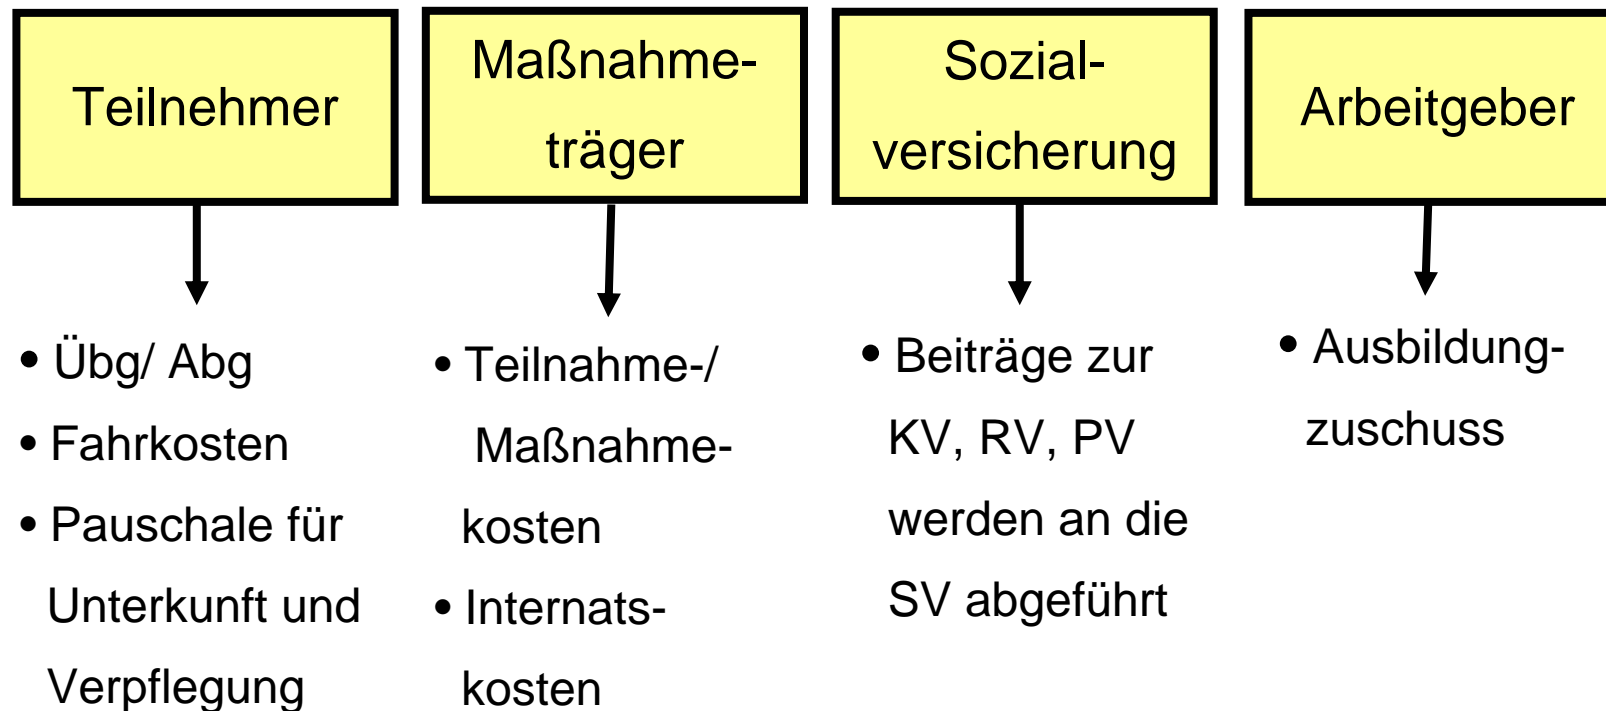 Teilnehmer
Maßnahme-
träger
Sozial-
versicherung
Arbeitgeber
• Übg/ Abg
• Fahrkosten
• Pauschale für
Unterkunft und
Verpflegung
• Teilnahme-/
Maßnahme-
kosten
• Internats-
kosten
• Beiträge zur
KV, RV, PV
werden an die
SV abgeführt
• Ausbildung-
zuschuss